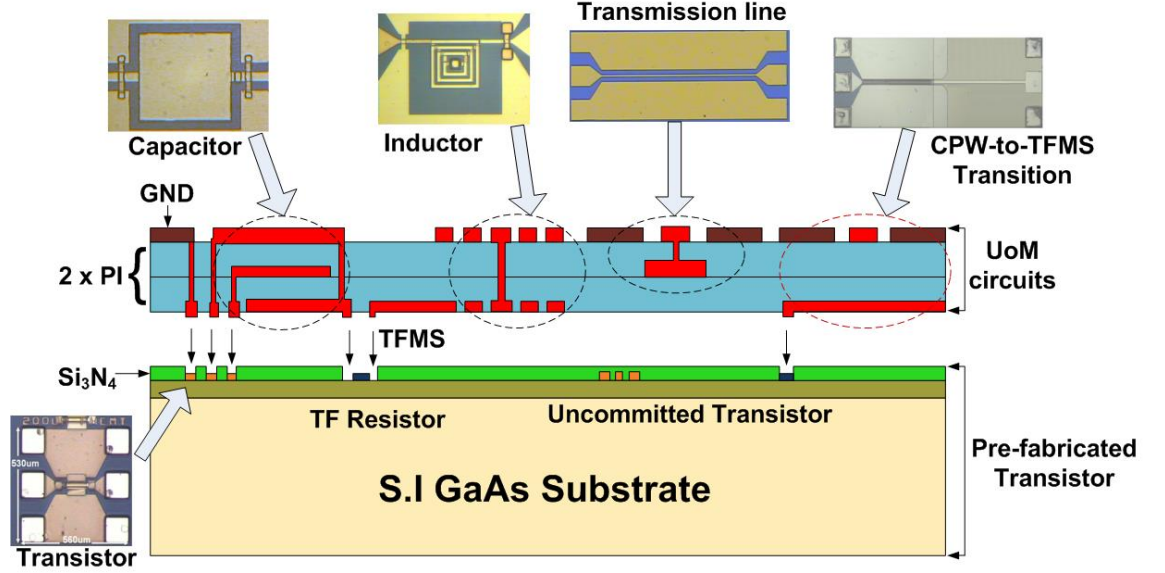 Transmission line
Capacitor
Inductor
CPW-to-TFMS
Transition
GND
2 x PI
UoM
circuits
TFMS
Si₃N₄
TF Resistor
Uncommitted Transistor
Pre-fabricated
Transistor
S.I GaAs Substrate
530um
560um
Transistor